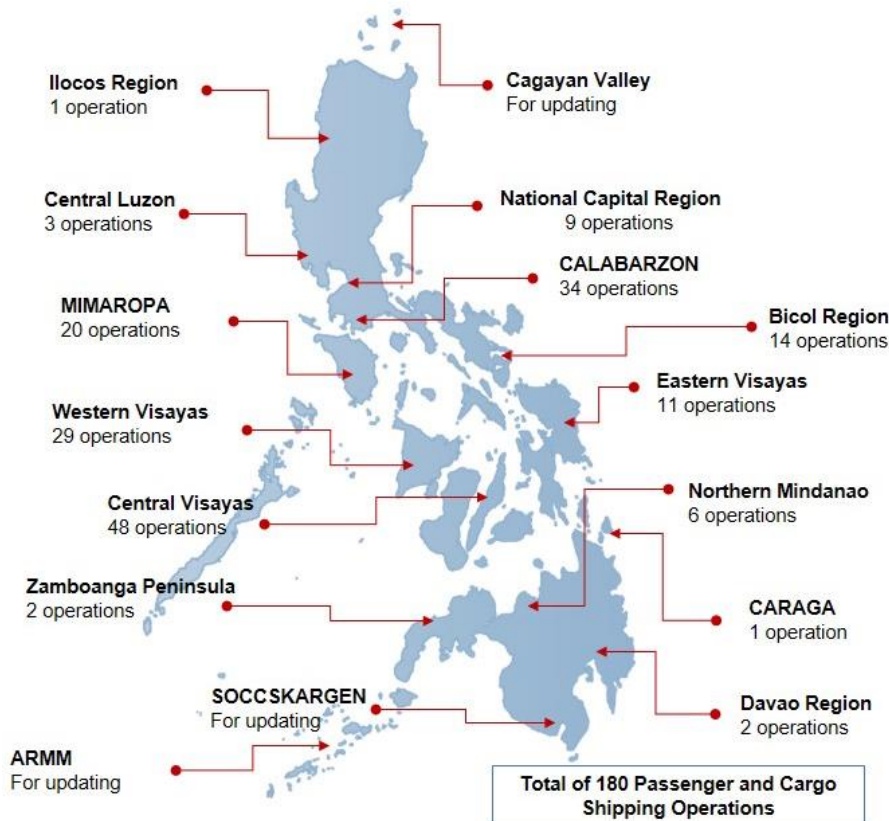 Ilocos Region
1 operation
Cagayan Valley
For updating
Central Luzon
3 operations
National Capital Region
9 operations
CALABARZON
34 operations
MIMAROPA
20 operations
Bicol Region
14 operations
Eastern Visayas
11 operations
Western Visayas
29 operations
Northern Mindanao
6 operations
Central Visayas
48 operations
Zamboanga Peninsula
2 operations
CARAGA
1 operation
SOCCSKARGEN
For updating
Davao Region
2 operations
ARMM
For updating
Total of 180 Passenger and Cargo
Shipping Operations